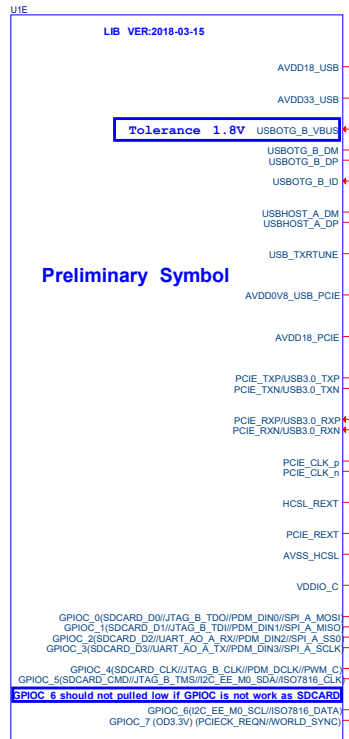 U1E
LIB VER:2018-03-15
AVDD18_USB
AVDD33_USB
Tolerance 1.8V USBOTG_B_VBUS
USBOTG_B_DM
USBOTG_B_DP
USBOTG_B_ID
USBHOST_A_DM
USBHOST_A_DP
USB_TXRTUNE
Preliminary Symbol
AVDD0V8_USB_PCIE
AVDD18_PCIE
PCIE_TXP/USB3.0_TXP
PCIE_TXN/USB3.0_TXN
PCIE_RXP/USB3.0_RXP
PCIE_RXN/USB3.0_RXN
PCIE_CLK_p
PCIE_CLK_n
HCSL_REXT
PCIE_REXT
AVSS_HCSL
VDDIO_C
GPIOC_0(SDCARD_D0//JTAG_B_TDO//PDM_DIN0//SPI_A_MOSI)
GPIOC_1(SDCARD_D1//JTAG_B_TDI//PDM_DIN1//SPI_A_MISO)
GPIOC_2(SDCARD_D2//UART_AO_A_RX//PDM_DIN2//SPI_A_SS0)
GPIOC_3(SDCARD_D3//UART_AO_A_TX//PDM_DIN3//SPI_A_SCLK)
GPIOC_4(SDCARD_CLK//JTAG_B_CLK//PDM_DCLK//PWM_C)
GPIOC_5(SDCARD_CMD//JTAG_B_TMS//I2C_EE_M0_SDA//ISO7816_CLK
GPIOC_6 should not pulled low if GPIOC is not work as SDCARD
GPIOC_6(I2C_EE_M0_SCL//ISO7816_DATA)
GPIOC_7 (OD3.3V) (PCIECK_REQN//WORLD_SYNC)